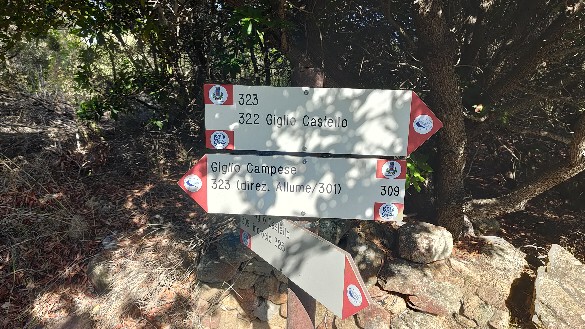 323
322 Giglio Castello
Giglio Campese
323 (direz. Allume/301)
309